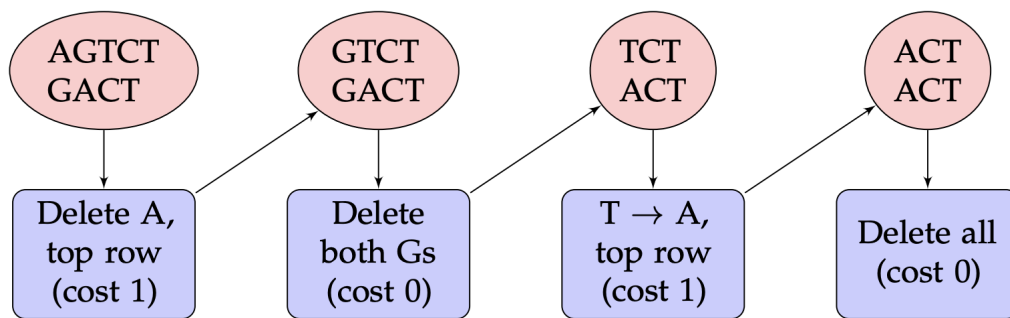 AGTCT
GACT
GTCT
GACT
TCT
ACT
ACT
ACT
Delete A,
top row
(cost 1)
Delete
both Gs
(cost 0)
T → A,
top row
(cost 1)
Delete all
(cost 0)